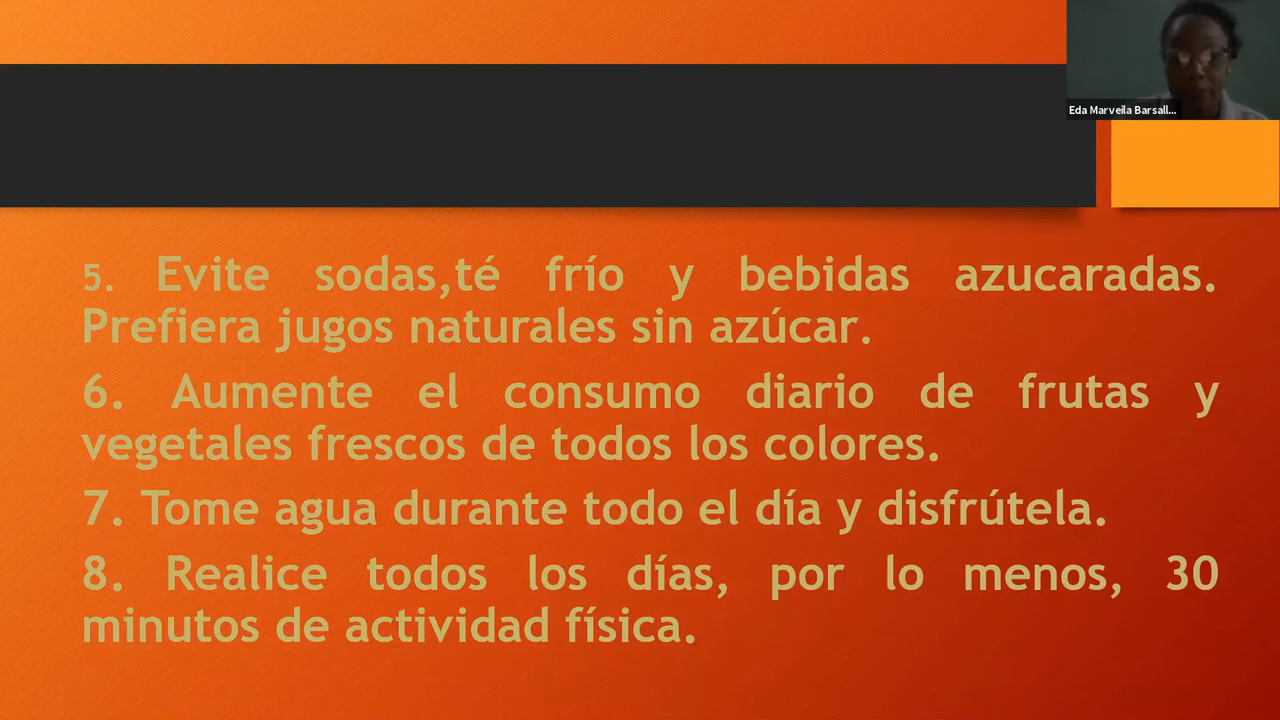 Eda Marveila Barsall...
5. Evite sodas,té frío y bebidas azucaradas.
Prefiera jugos naturales sin azúcar.
6. Aumente el consumo diario de frutas y
vegetales frescos de todos los colores.
7. Tome agua durante todo el día y disfrútela.
8. Realice todos los días, por lo menos, 30
minutos de actividad física.